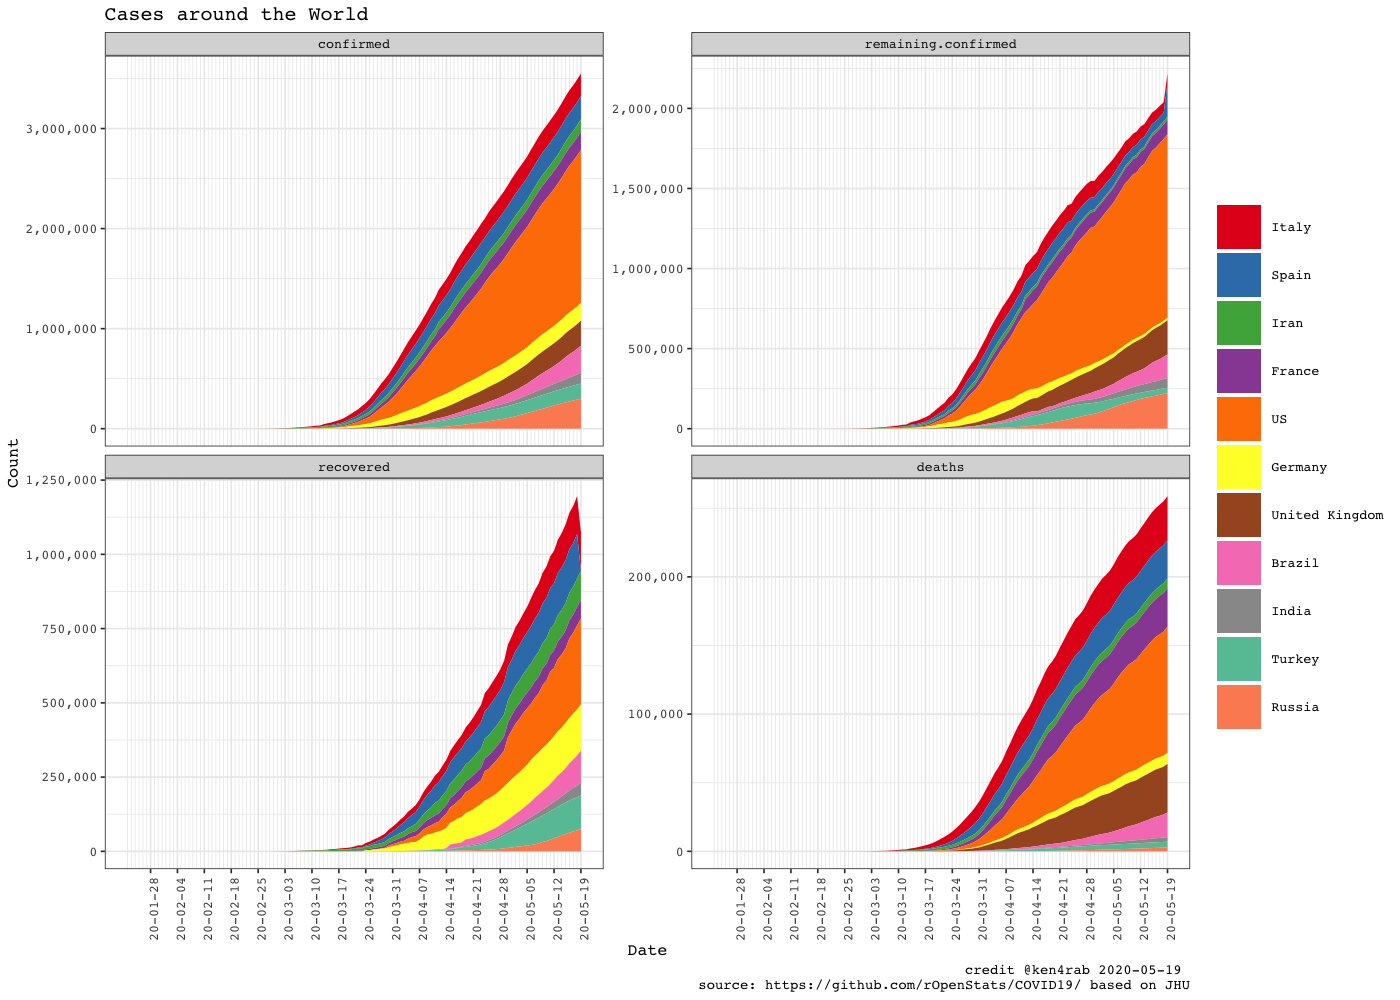 Cases around the World
confirmed
remaining.confirmed
3,000,000
2,000,000
1,000,000
0
2,000,000
1,500,000
1,000,000
500,000
0
recovered
deaths
1,250,000
1,000,000
750,000
500,000
250,000
0
200,000
100,000
0
Count
20-01-28
20-02-04
20-02-11
20-02-18
20-02-25
20-03-03
20-03-10
20-03-17
20-03-24
20-03-31
20-04-07
20-04-14
20-04-21
20-04-28
20-05-05
20-05-12
20-05-19
20-01-28
20-02-04
20-02-11
20-02-18
20-02-25
20-03-03
20-03-10
20-03-17
20-03-24
20-03-31
20-04-07
20-04-14
20-04-21
20-04-28
20-05-05
20-05-12
20-05-19
Date
Italy
Spain
Iran
France
US
Germany
United Kingdom
Brazil
India
Turkey
Russia
credit @ken4rab 2020-05-19
source: https://github.com/rOpenStats/COVID19/ based on JHU